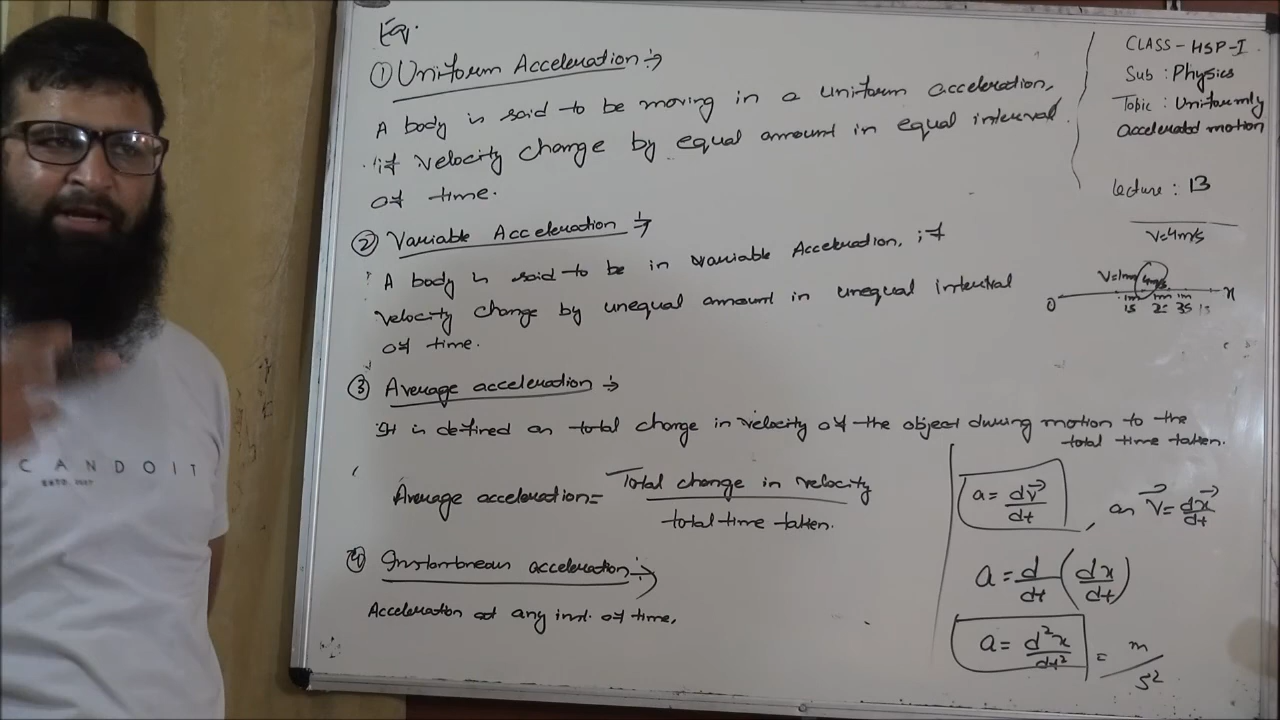 Eq.
① Uniform Acceleration :→
A body is said to be moving in a uniform acceleration,
if velocity change by equal amount in equal interval
of time.
② Variable Acceleration :→
A body is said to be in variable Acceleration, if
velocity change by unequal amount in unequal interval
of time.
③ Average acceleration :→
It is defined as total change in velocity of the object during motion to the
total time taken.
Average acceleration = Total change in velocity
total time taken.
④ Instantaneous acceleration :→
Acceleration at any inst. of time.
CLASS - HSP-I
Sub : Physics
Topic : Uniformly
accelerated motion
Lecture : 13
V=4m/s
V=1m/s
0 x
1m 1m 1m
1s 2s 3s
a = dv⃗/dt, as v⃗ = dx⃗/dt
a = d/dt (dx/dt)
a = d²x/dt² = m/s²
CANDOIT